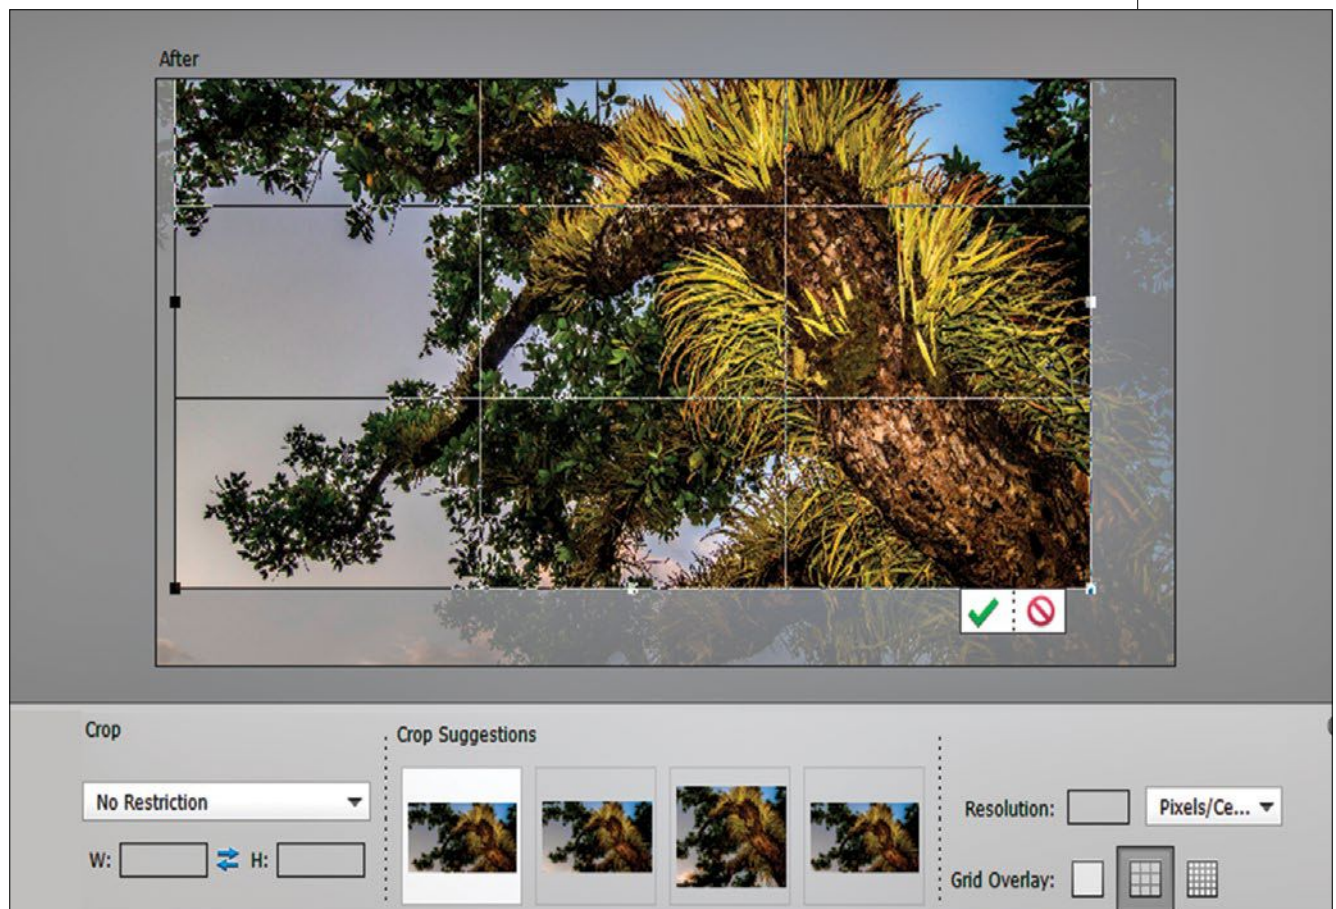 After
Crop
Crop Suggestions
No Restriction
Resolution:
Pixels/Ce...
W:
H:
Grid Overlay: